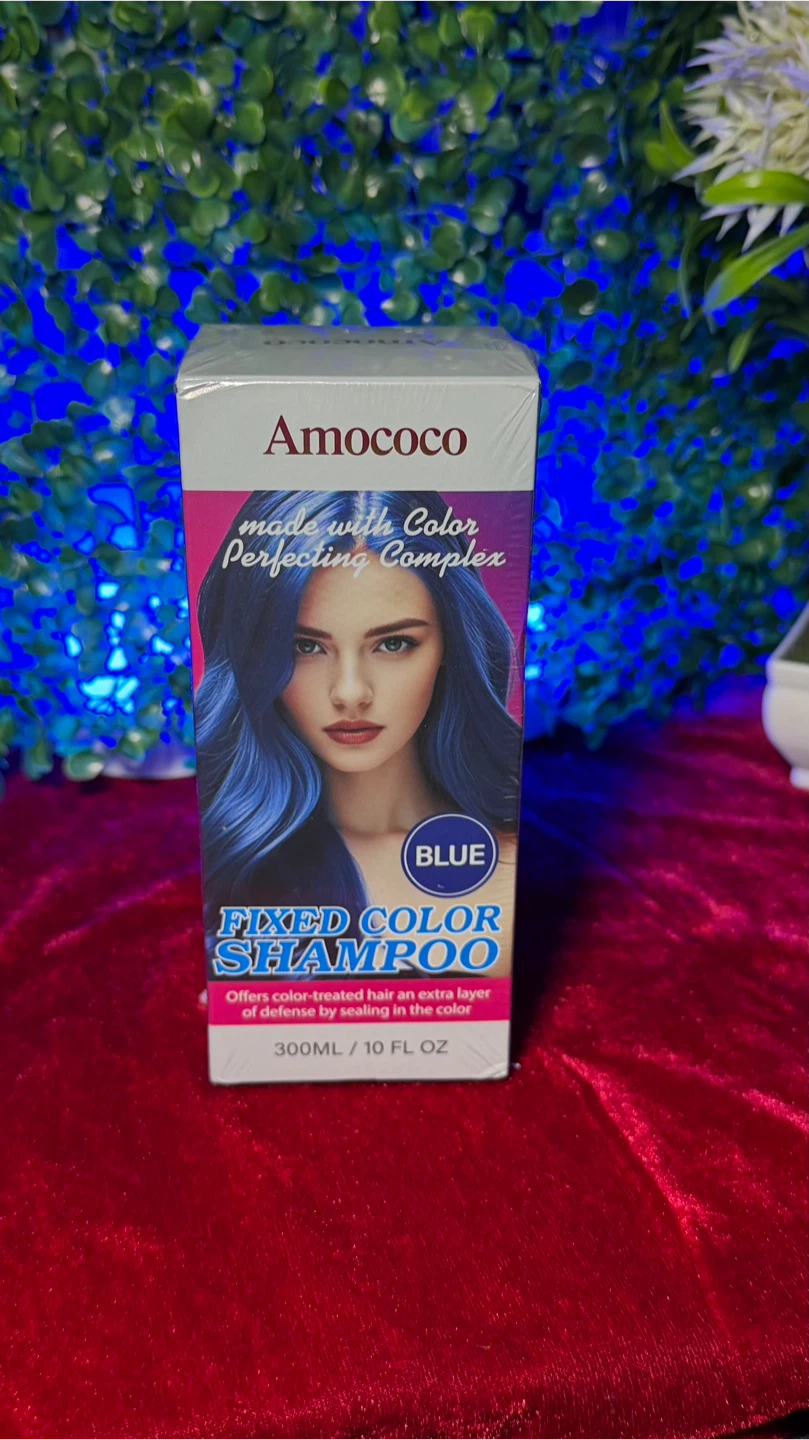 Amococo
made with Color
Perfecting Complex
BLUE
FIXED COLOR
SHAMPOO
Offers color-treated hair an extra layer
of defense by sealing in the color
300ML / 10 FL OZ